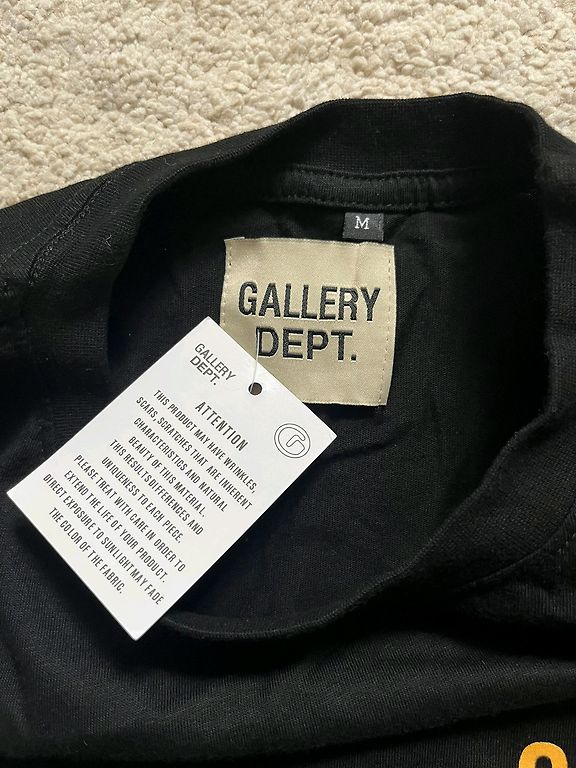 M
GALLERY
DEPT.
GALLERY
DEPT.
ATTENTION
THIS PRODUCT MAY HAVE WRINKLES,
SCARS, SCRATCHES THAT ARE INHERENT
CHARACTERISTICS AND NATURAL
BEAUTY OF THIS MATERIAL.
THIS RESULTS DIFFERENCES AND
UNIQUENESS TO EACH PIECE.
PLEASE TREAT WITH CARE IN ORDER TO
EXTEND THE LIFE OF YOUR PRODUCT.
DIRECT EXPOSURE TO SUNLIGHT MAY FADE
THE COLOR OF THE FABRIC.